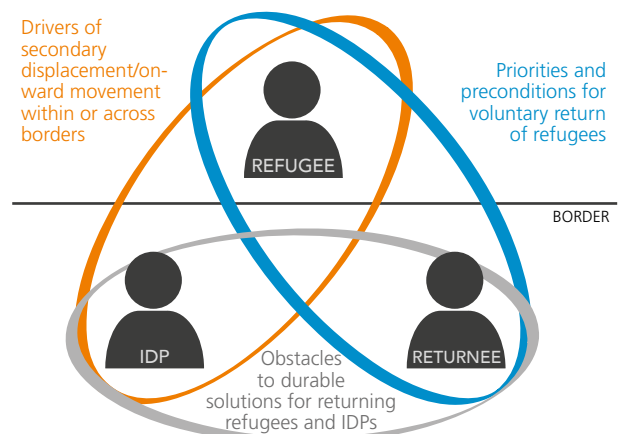 Drivers of
secondary
displacement/on-
ward movement
within or across
borders
Priorities and
preconditions for
voluntary return
of refugees
REFUGEE
BORDER
IDP
RETURNEE
Obstacles
to durable
solutions for returning
refugees and IDPs